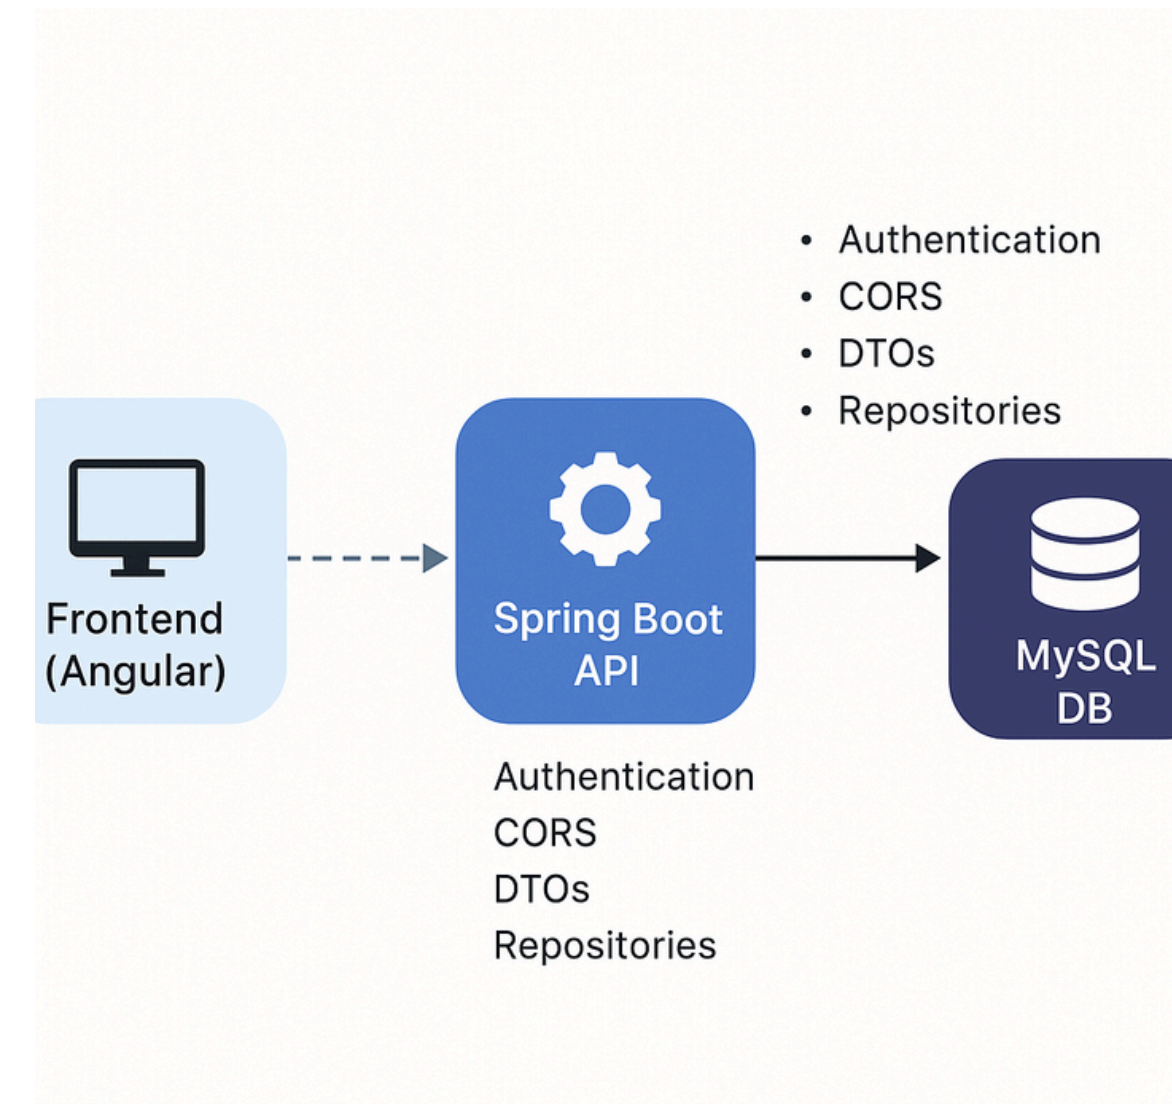 • Authentication
• CORS
• DTOs
• Repositories
Frontend
(Angular)
Spring Boot
API
MySQL
DB
Authentication
CORS
DTOs
Repositories